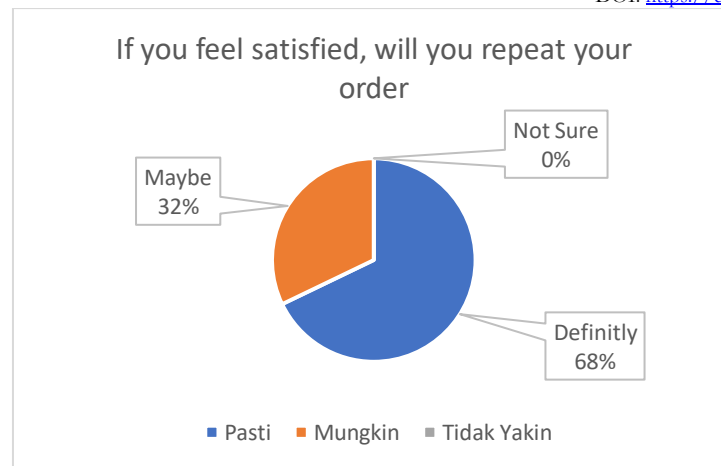 If you feel satisfied, will you repeat your
order
Not Sure
0%
Maybe
32%
Definitly
68%
Pasti
Mungkin
Tidak Yakin